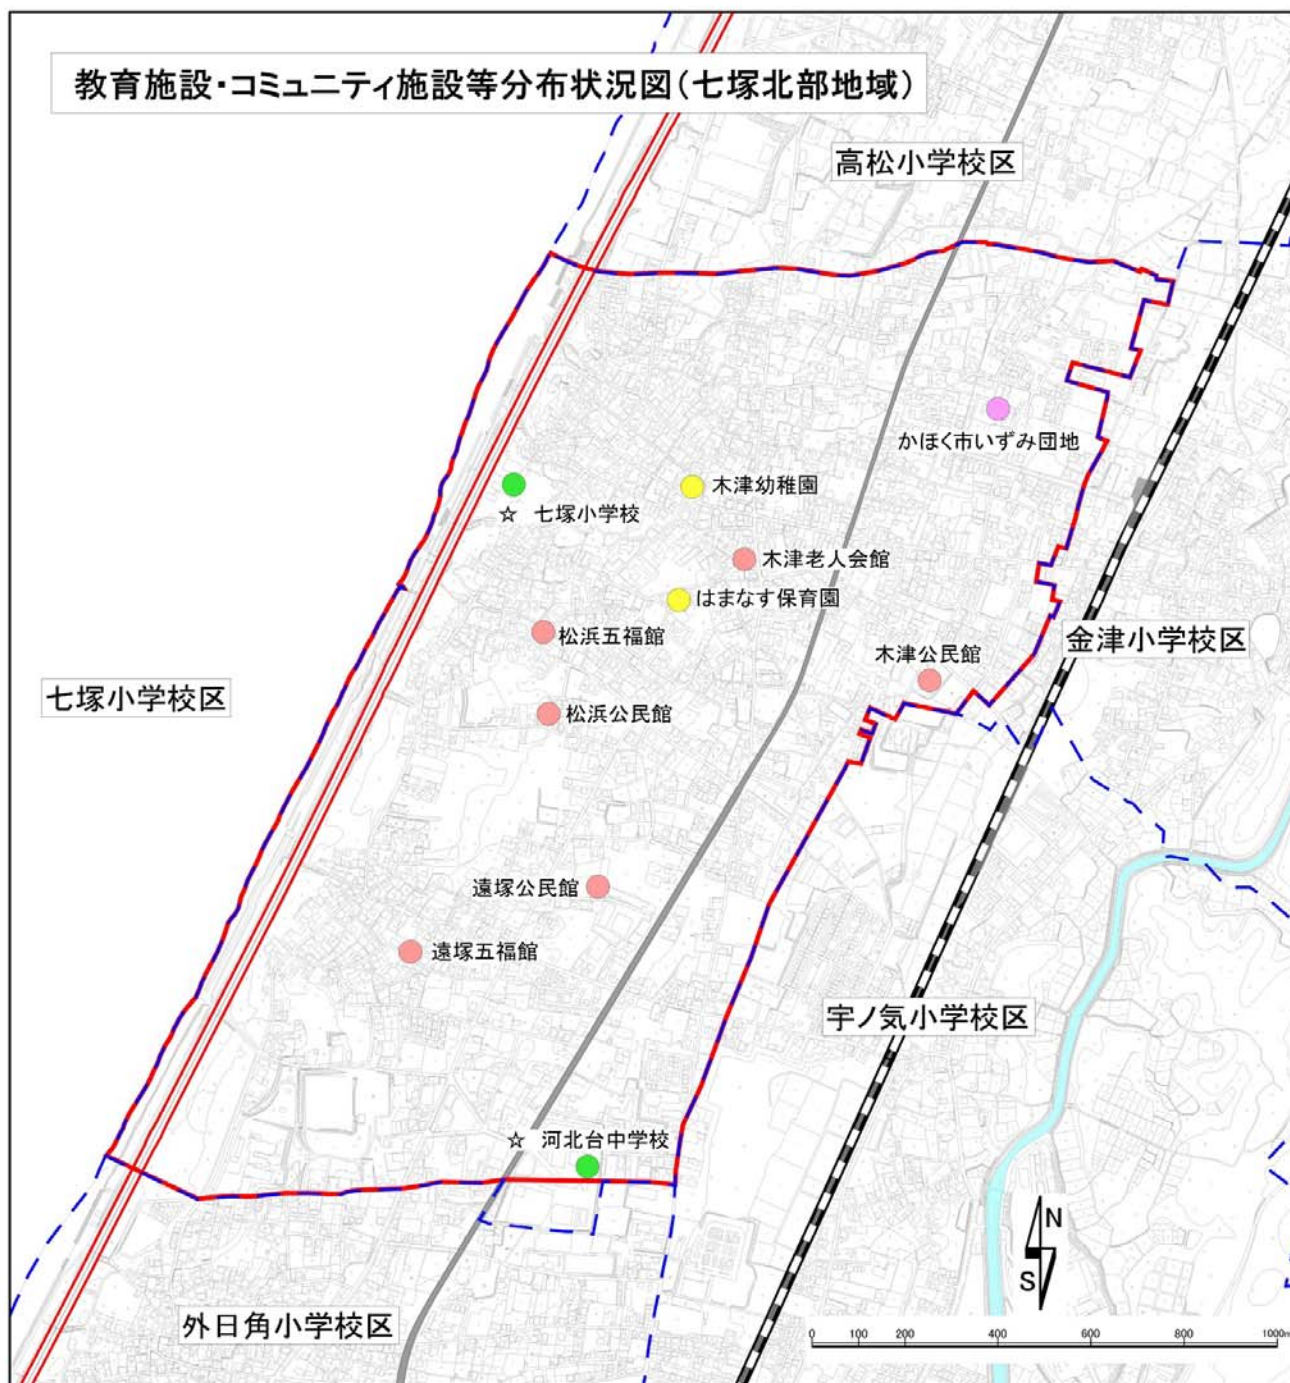 教育施設・コミュニティ施設等分布状況図(七塚北部地域)
高松小学校区
かほく市いずみ団地
木津幼稚園
☆ 七塚小学校
木津老人会館
はまなす保育園
松浜五福館
金津小学校区
木津公民館
七塚小学校区
松浜公民館
遠塚公民館
遠塚五福館
宇ノ気小学校区
☆ 河北台中学校
N
S
外日角小学校区
0 100 200 400 600 800 1000m